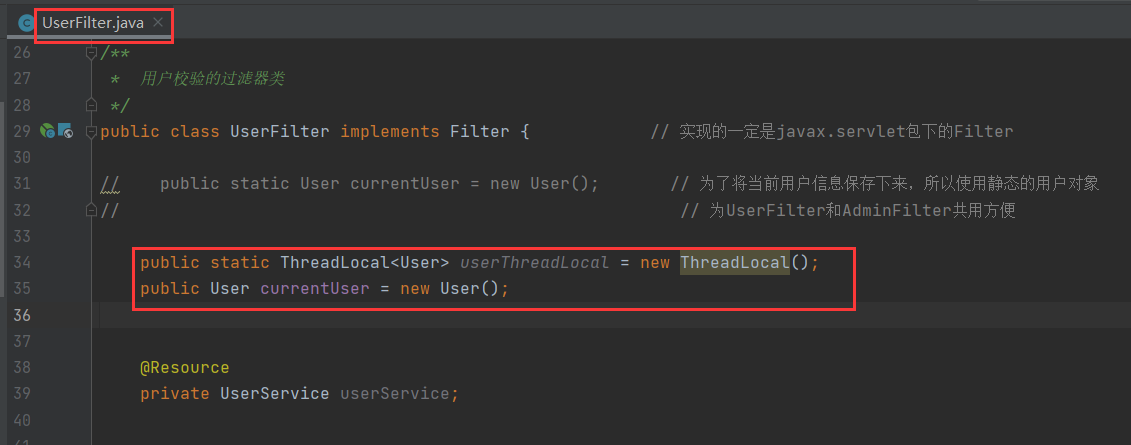 UserFilter.java
26 /**
27 * 用户校验的过滤器类
28 */
29 public class UserFilter implements Filter { // 实现的一定是javax.servlet包下的Filter
30
31 // public static User currentUser = new User(); // 为了将当前用户信息保存下来，所以使用静态的用户对象
32 // // 为UserFilter和AdminFilter共用方便
33
34 public static ThreadLocal<User> userThreadLocal = new ThreadLocal();
35 public User currentUser = new User();
36
37
38 @Resource
39 private UserService userService;
40
41